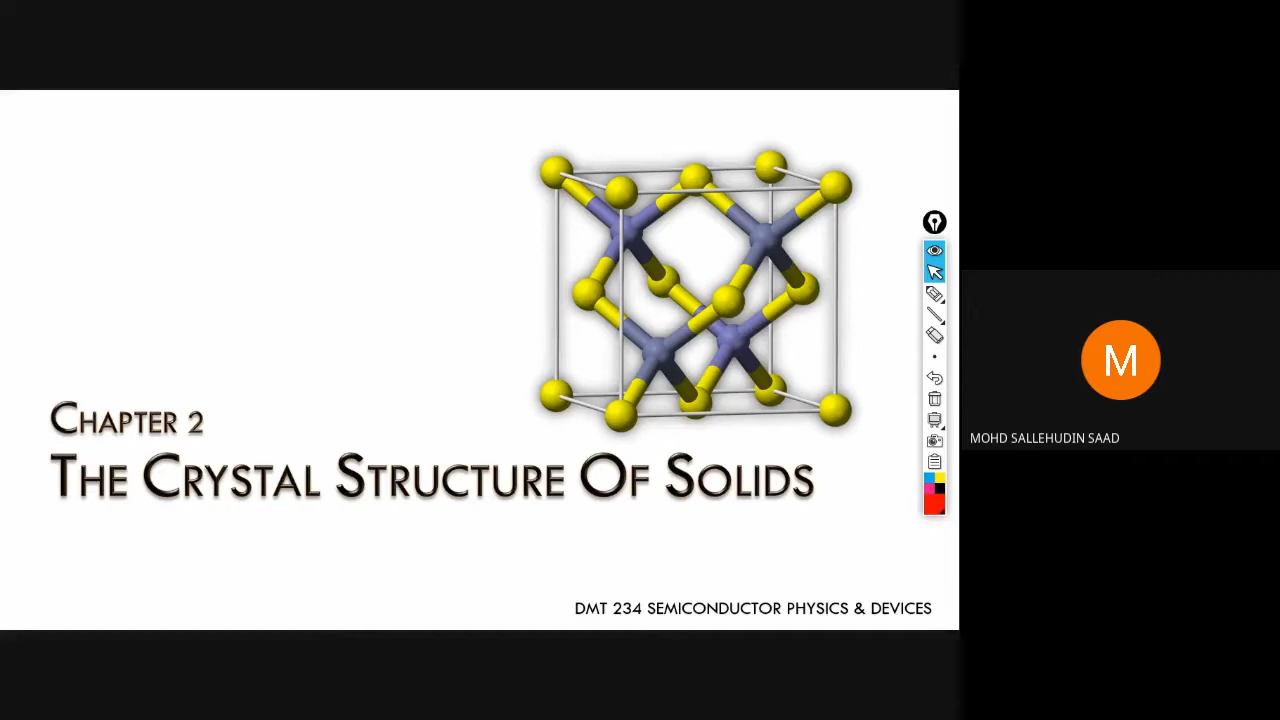 CHAPTER 2
THE CRYSTAL STRUCTURE OF SOLIDS
DMT 234 SEMICONDUCTOR PHYSICS & DEVICES
M
MOHD SALLEHUDIN SAAD